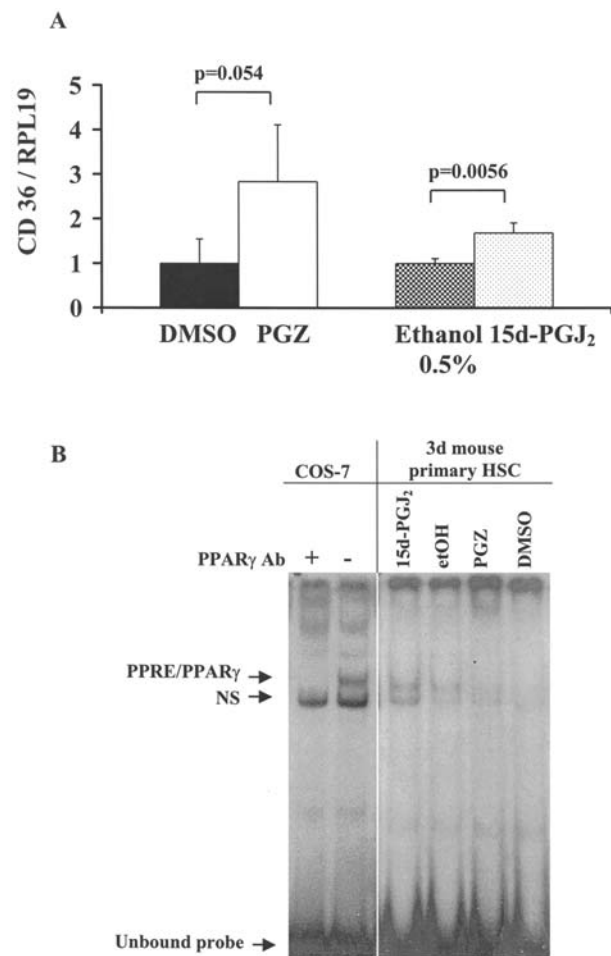 A
p=0.054
p=0.0056
CD 36 / RPL19
5
4
3
2
1
0
DMSO PGZ Ethanol 15d-PGJ₂
0.5%
B
3d mouse
COS-7 primary HSC
15d-PGJ₂ etOH PGZ DMSO
PPARγ Ab + -
PPRE/PPARγ
NS
Unbound probe